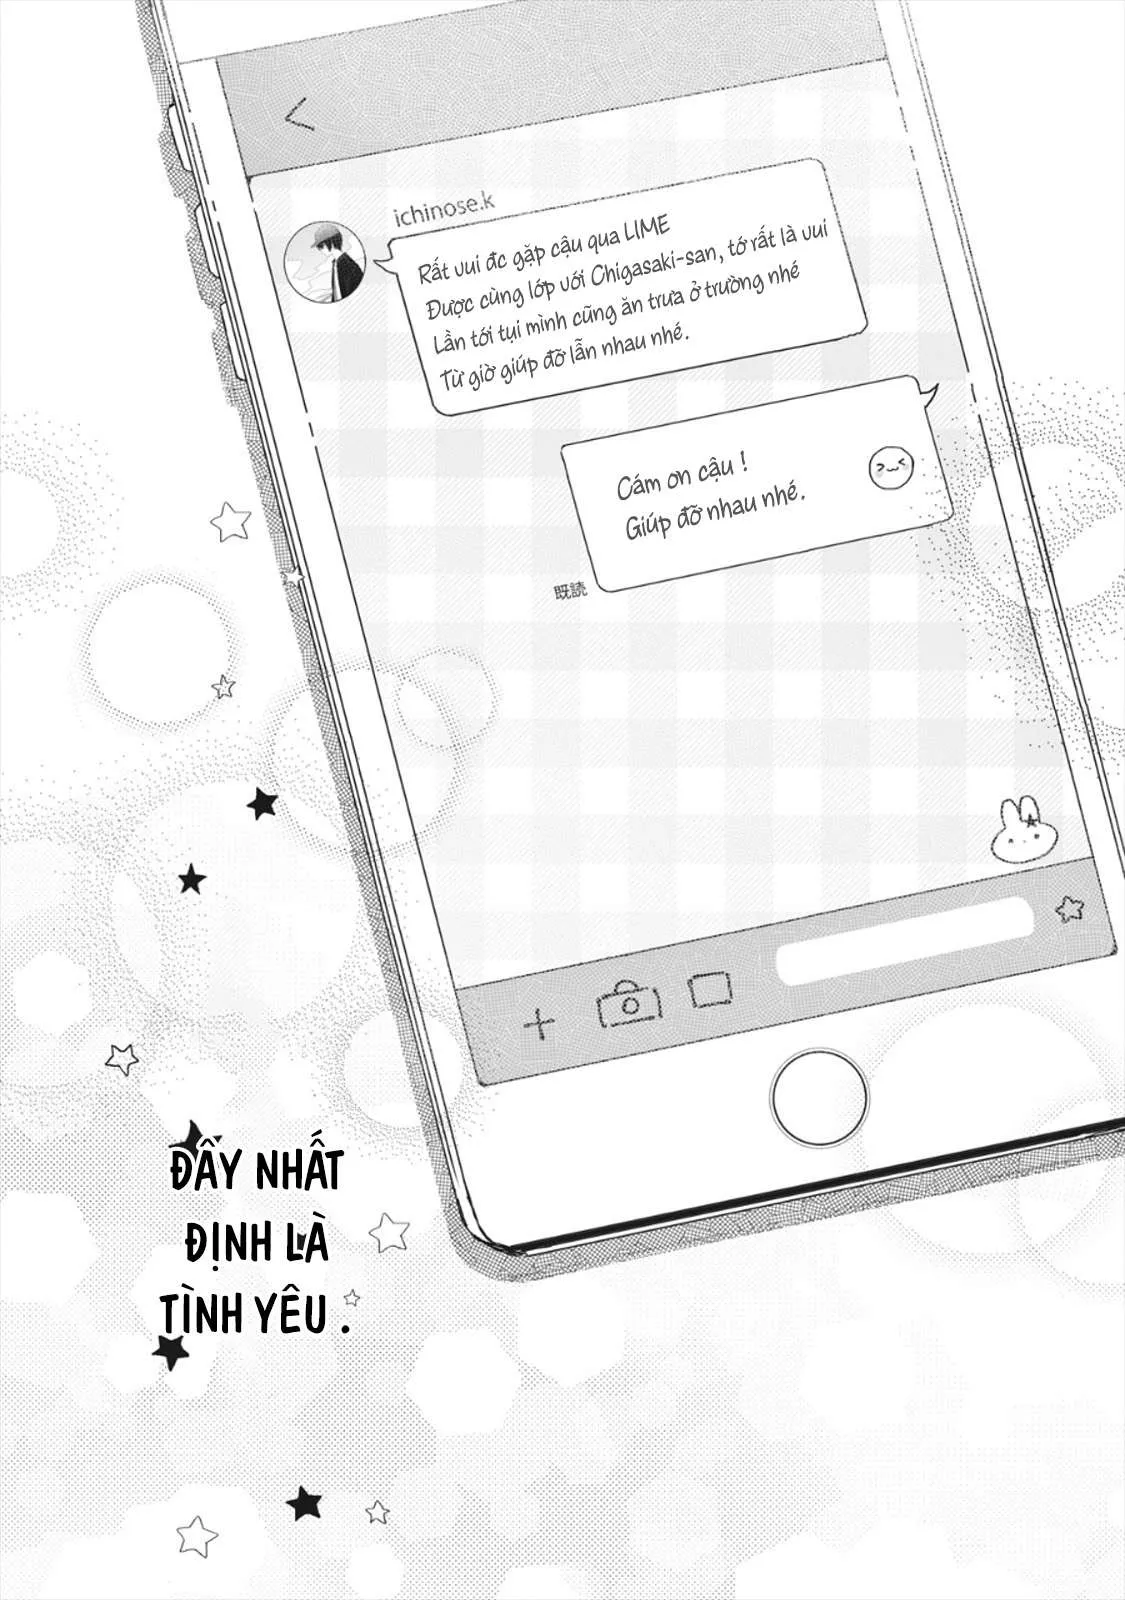 ichinose.k
Rất vui đc gặp cậu qua LIME
Được cùng lớp với Chigasaki-san, tớ rất là vui
Lần tới tụi mình cũng ăn trưa ở trường nhé
Từ giờ giúp đỡ lẫn nhau nhé.
Cám ơn cậu !
Giúp đỡ nhau nhé.
既読
ĐÂY NHẤT
ĐỊNH LÀ
TÌNH YÊU .